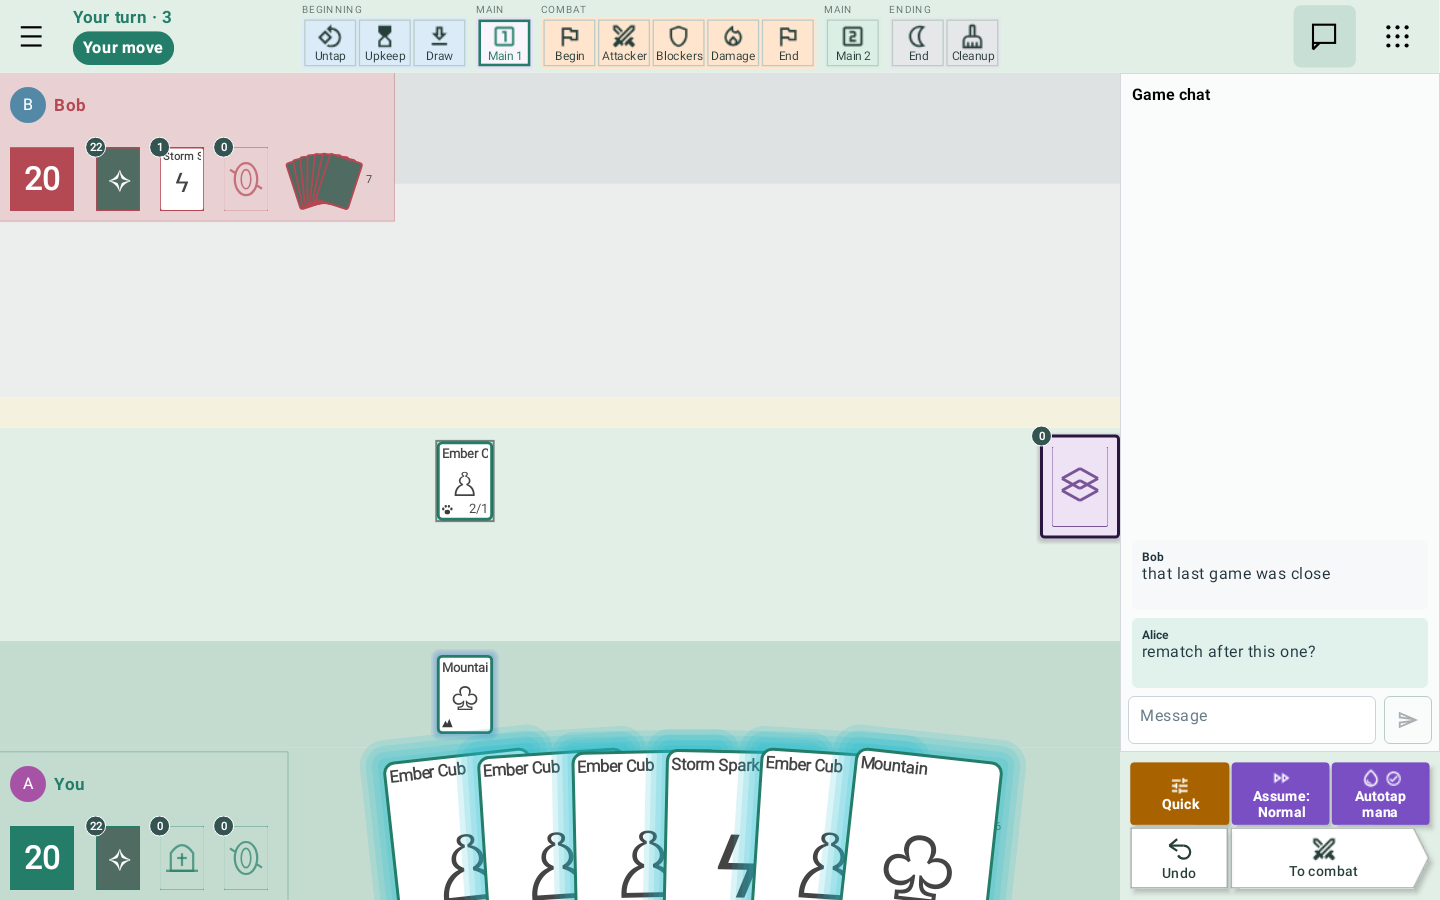 Your turn · 3
Your move
BEGINNING
MAIN
COMBAT
MAIN
ENDING
Untap
Upkeep
Draw
1
Main 1
Begin
Attacker
Blockers
Damage
End
2
Main 2
End
Cleanup
B
Bob
20
22
1
Storm S
0
7
Game chat
Ember C
2/1
0
Bob
that last game was close
Alice
rematch after this one?
Message
Mountai
A
You
20
22
0
0
Ember Cub
Ember Cub
Ember Cub
Storm Spark
Ember Cub
Mountain
Quick
Assume:
Normal
Autotap
mana
Undo
To combat